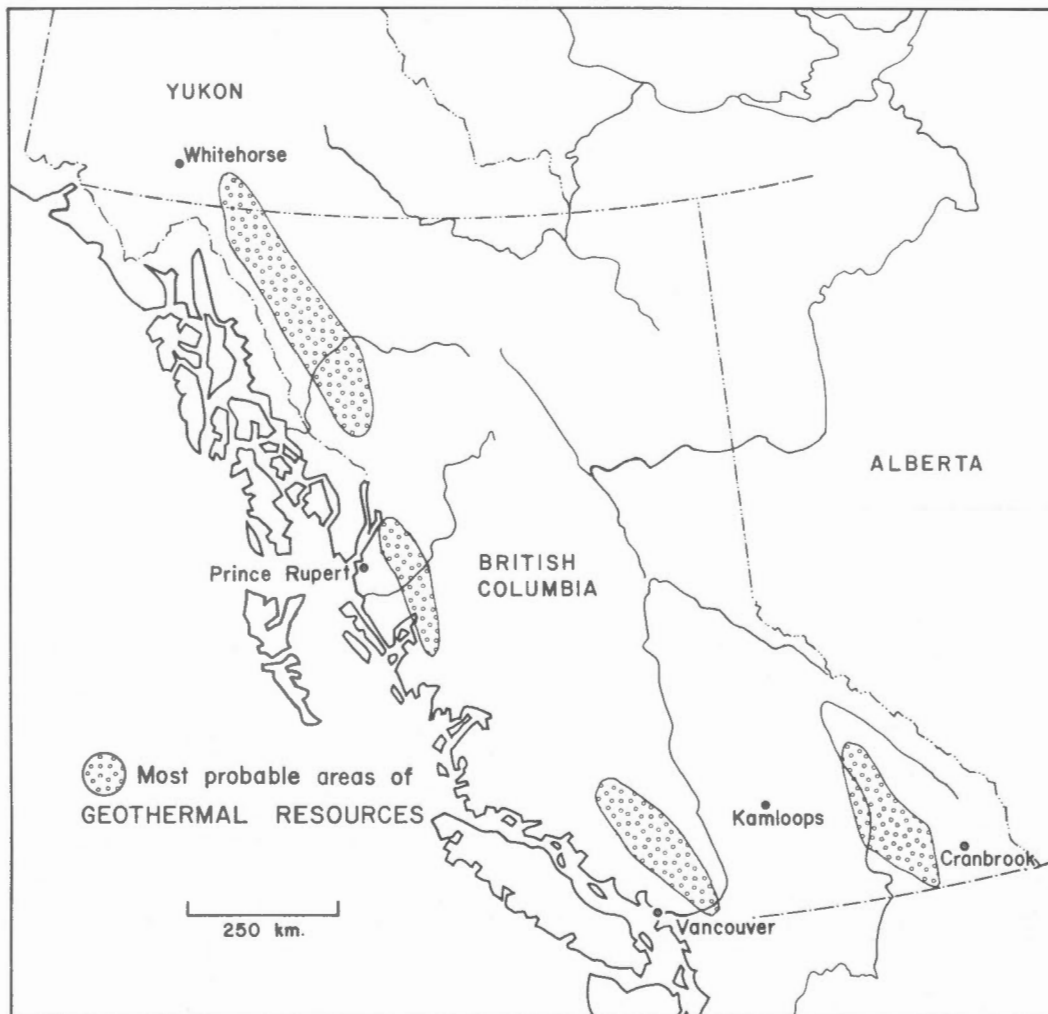 YUKON
Whitehorse
ALBERTA
BRITISH
COLUMBIA
Prince Rupert
Most probable areas of
GEOTHERMAL RESOURCES
Kamloops
Cranbrook
250 km.
Vancouver